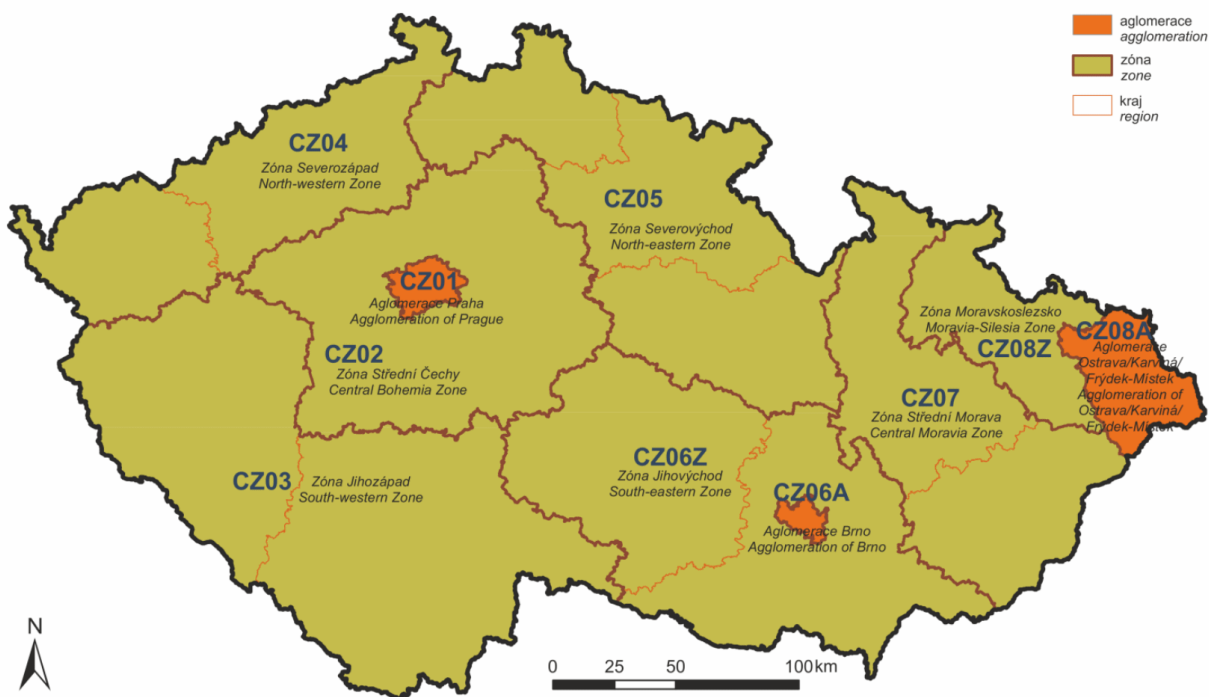 aglomerace
agglomeration
zóna
zone
kraj
region
CZ04
Zóna Severozápad
North-western Zone
CZ05
Zóna Severovýchod
North-eastern Zone
CZ01
Aglomerace Praha
Agglomeration of Prague
CZ02
Zóna Střední Čechy
Central Bohemia Zone
Zóna Moravskoslezsko
Moravia-Silesia Zone
CZ08Z
CZ08A
Aglomerace
Ostrava/Karviná/
Frýdek-Místek
Agglomeration of
Ostrava/Karviná/
Frýdek-Místek
CZ07
Zóna Střední Morava
Central Moravia Zone
CZ03
Zóna Jihozápad
South-western Zone
CZ06Z
Zóna Jihovýchod
South-eastern Zone
CZ06A
Aglomerace Brno
Agglomeration of Brno
N
0 25 50 100 km